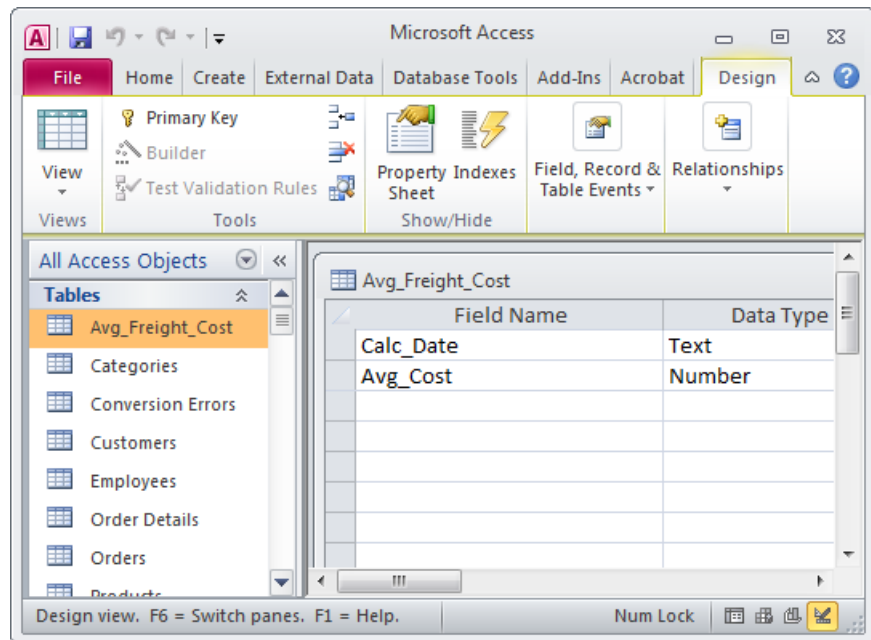 A Microsoft Access
File Home Create External Data Database Tools Add-Ins Acrobat Design ?
View
Views
Primary Key
Builder
Test Validation Rules
Tools
Property Sheet
Indexes
Show/Hide
Field, Record & Table Events
Relationships
All Access Objects
Tables
Avg_Freight_Cost
Categories
Conversion Errors
Customers
Employees
Order Details
Orders
Products
Avg_Freight_Cost
Field Name Data Type
Calc_Date Text
Avg_Cost Number
Design view. F6 = Switch panes. F1 = Help. Num Lock